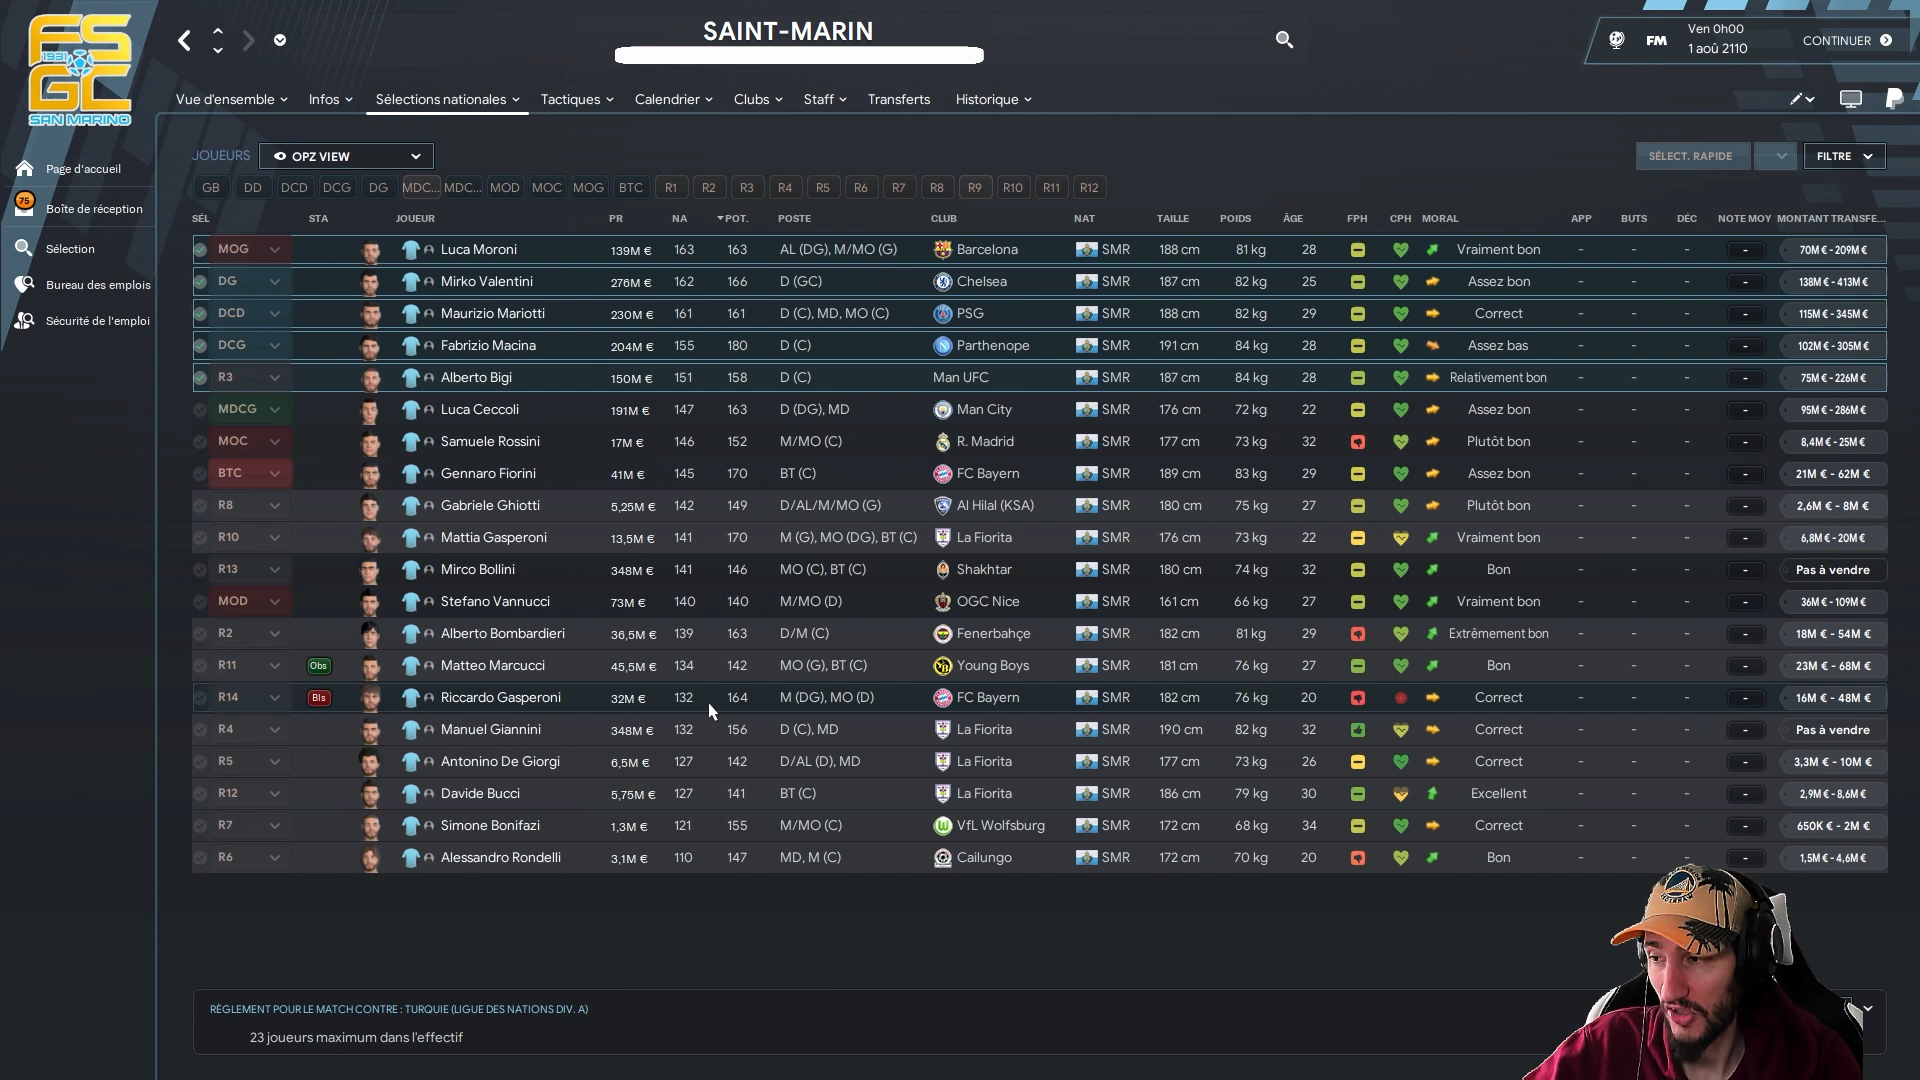 FSGC
1931
SAN MARINO
SAINT-MARIN
Ven 0h00
1 aoû 2110
FM
CONTINUER
Vue d'ensemble
Infos
Sélections nationales
Tactiques
Calendrier
Clubs
Staff
Transferts
Historique
Page d'accueil
75
Boîte de réception
Sélection
Bureau des emplois
Sécurité de l'emploi
JOUEURS
OPZ VIEW
SÉLECT. RAPIDE
FILTRE
GB DD DCD DCG DG MDC... MDC... MOD MOC MOG BTC R1 R2 R3 R4 R5 R6 R7 R8 R9 R10 R11 R12
SÉL STA JOUEUR PR NA POT. POSTE CLUB NAT TAILLE POIDS ÂGE FPH CPH MORAL APP BUTS DÉC NOTE MOY MONTANT TRANSFE...
MOG Luca Moroni 139M € 163 163 AL (DG), M/MO (G) Barcelona SMR 188 cm 81 kg 28 Vraiment bon - - - - 70M € - 209M €
DG Mirko Valentini 276M € 162 166 D (GC) Chelsea SMR 187 cm 82 kg 25 Assez bon - - - - 138M € - 413M €
DCD Maurizio Mariotti 230M € 161 161 D (C), MD, MO (C) PSG SMR 188 cm 82 kg 29 Correct - - - - 115M € - 345M €
DCG Fabrizio Macina 204M € 155 180 D (C) Parthenope SMR 191 cm 84 kg 28 Assez bas - - - - 102M € - 305M €
R3 Alberto Bigi 150M € 151 158 D (C) Man UFC SMR 187 cm 84 kg 28 Relativement bon - - - - 75M € - 226M €
MDCG Luca Ceccoli 191M € 147 163 D (DG), MD Man City SMR 176 cm 72 kg 22 Assez bon - - - - 95M € - 286M €
MOC Samuele Rossini 17M € 146 152 M/MO (C) R. Madrid SMR 177 cm 73 kg 32 Plutôt bon - - - - 8,4M € - 25M €
BTC Gennaro Fiorini 41M € 145 170 BT (C) FC Bayern SMR 189 cm 83 kg 29 Assez bon - - - - 21M € - 62M €
R8 Gabriele Ghiotti 5,25M € 142 149 D/AL/M/MO (G) Al Hilal (KSA) SMR 180 cm 75 kg 27 Plutôt bon - - - - 2,6M € - 8M €
R10 Mattia Gasperoni 13,5M € 141 170 M (G), MO (DG), BT (C) La Fiorita SMR 176 cm 73 kg 22 Vraiment bon - - - - 6,8M € - 20M €
R13 Mirco Bollini 348M € 141 146 MO (C), BT (C) Shakhtar SMR 180 cm 74 kg 32 Bon - - - - Pas à vendre
MOD Stefano Vannucci 73M € 140 140 M/MO (D) OGC Nice SMR 161 cm 66 kg 27 Vraiment bon - - - - 36M € - 109M €
R2 Alberto Bombardieri 36,5M € 139 163 D/M (C) Fenerbahçe SMR 182 cm 81 kg 29 Extrêmement bon - - - - 18M € - 54M €
R11 Obs Matteo Marcucci 45,5M € 134 142 MO (G), BT (C) Young Boys SMR 181 cm 76 kg 27 Bon - - - - 23M € - 68M €
R14 Bls Riccardo Gasperoni 32M € 132 164 M (DG), MO (D) FC Bayern SMR 182 cm 76 kg 20 Correct - - - - 16M € - 48M €
R4 Manuel Giannini 348M € 132 156 D (C), MD La Fiorita SMR 190 cm 82 kg 32 Correct - - - - Pas à vendre
R5 Antonino De Giorgi 6,5M € 127 142 D/AL (D), MD La Fiorita SMR 177 cm 73 kg 26 Correct - - - - 3,3M € - 10M €
R12 Davide Bucci 5,75M € 127 141 BT (C) La Fiorita SMR 186 cm 79 kg 30 Excellent - - - - 2,9M € - 8,6M €
R7 Simone Bonifazi 1,3M € 121 155 M/MO (C) VfL Wolfsburg SMR 172 cm 68 kg 34 Correct - - - - 650K € - 2M €
R6 Alessandro Rondelli 3,1M € 110 147 MD, M (C) Cailungo SMR 172 cm 70 kg 20 Bon - - - - 1,5M € - 4,6M €
RÈGLEMENT POUR LE MATCH CONTRE : TURQUIE (LIGUE DES NATIONS DIV. A)
23 joueurs maximum dans l'effectif